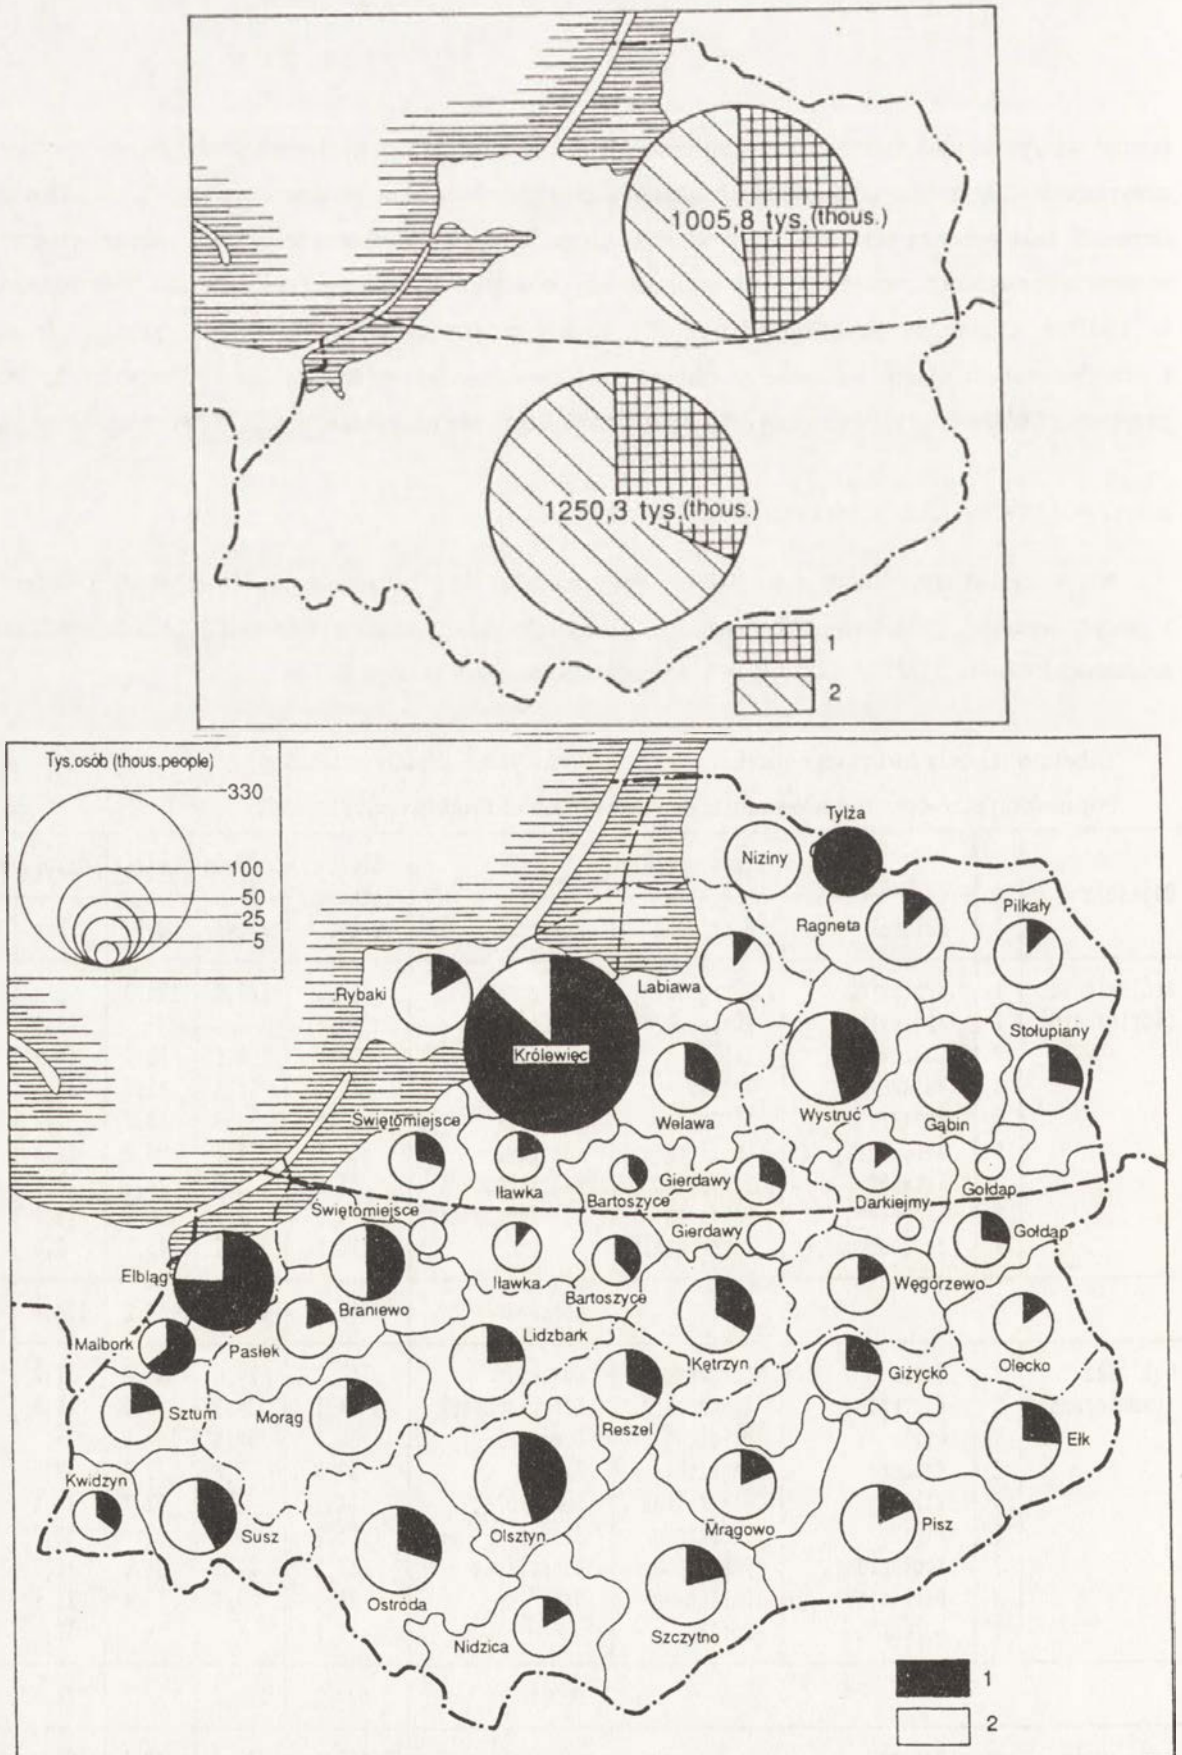 1005,8 tys.(thous.)
1250,3 tys.(thous.)
1
2
Tys.osób (thous.people)
330
100
50
25
5
Tylża
Niziny
Ragneta
Pilkały
Rybaki
Labiawa
Królewiec
Stołupiany
Welawa
Wystruć
Gąbin
Świętomiejsce
Iławka
Bartoszyce
Gierdawy
Darkiejmy
Gołdap
Świętomiejsce
Gierdawy
Gołdap
Elbląg
Braniewo
Iławka
Bartoszyce
Węgorzewo
Malbork
Pasłęk
Lidzbark
Kętrzyn
Giżycko
Olecko
Sztum
Morąg
Reszel
Ełk
Kwidzyn
Susz
Olsztyn
Mrągowo
Pisz
Ostróda
Nidzica
Szczytno
1
2